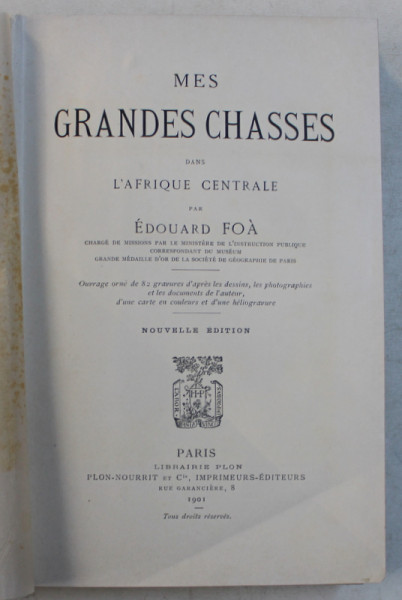 MES
GRANDES CHASSES
DANS
L'AFRIQUE CENTRALE
PAR
ÉDOUARD FOÀ
CHARGÉ DE MISSIONS PAR LE MINISTÈRE DE L'INSTRUCTION PUBLIQUE
CORRESPONDANT DU MUSÉUM
GRANDE MÉDAILLE D'OR DE LA SOCIÉTÉ DE GÉOGRAPHIE DE PARIS
Ouvrage orné de 82 gravures d'après les dessins, les photographies
et les documents de l'auteur,
d'une carte en couleurs et d'une héliogravure
NOUVELLE ÉDITION
LABOR
PARIS
LIBRAIRIE PLON
PLON-NOURRIT ET Cie, IMPRIMEURS-ÉDITEURS
RUE GARANCIÈRE, 8
1901
Tous droits réservés.